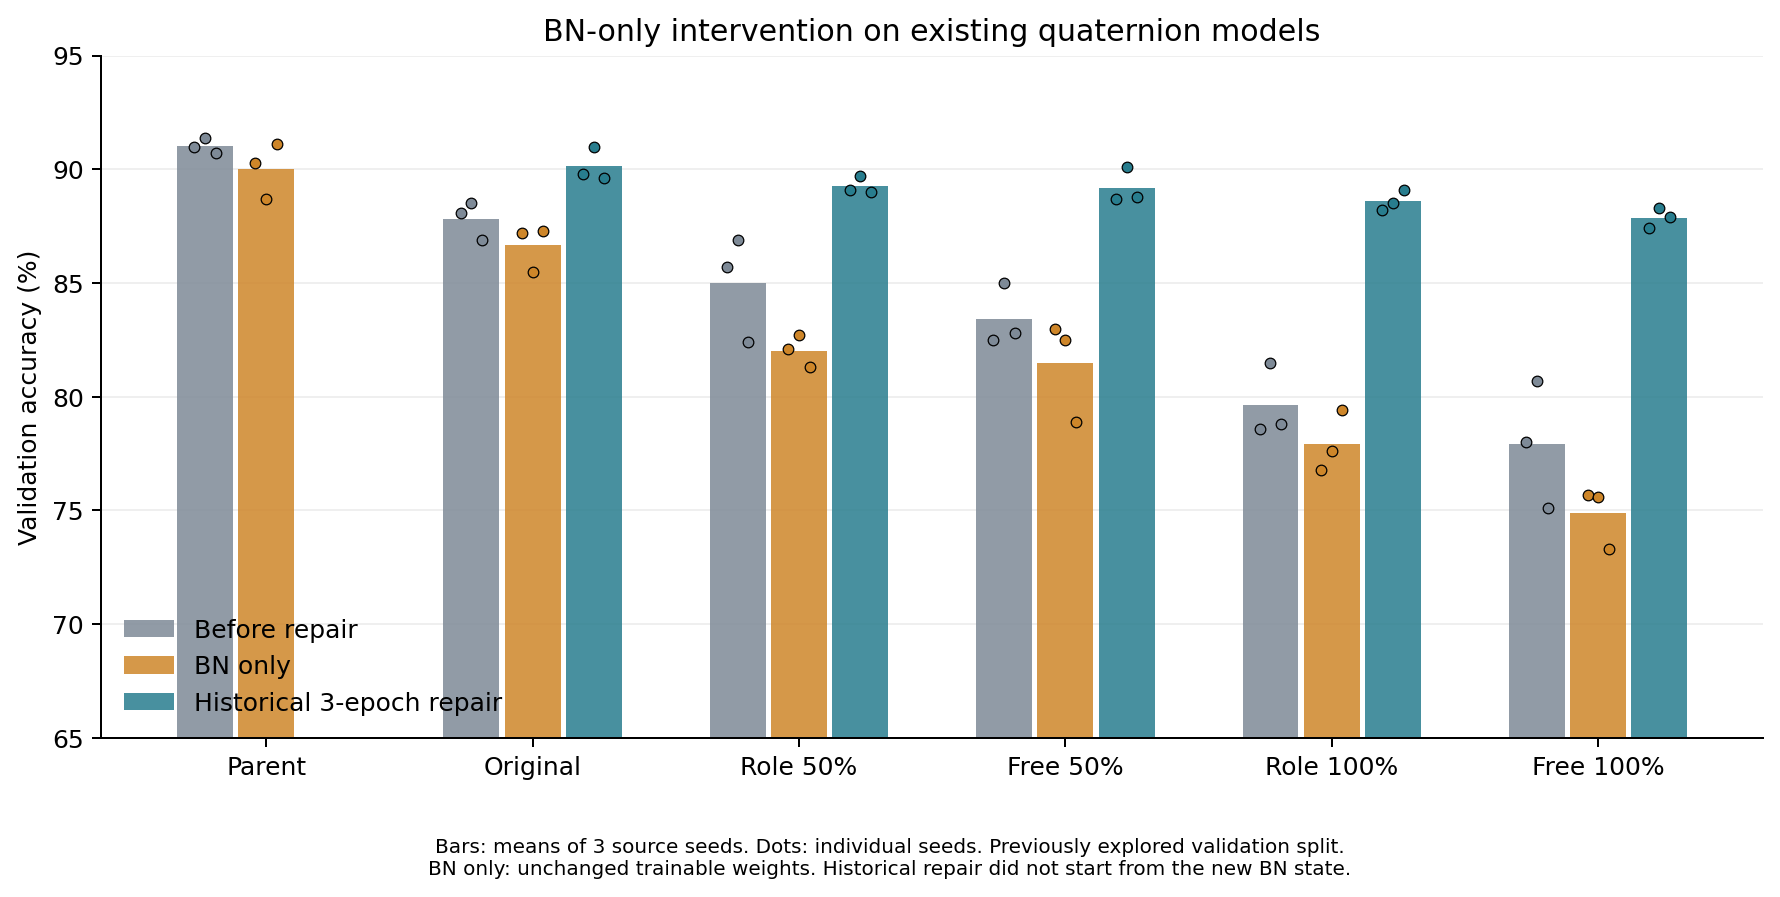 BN-only intervention on existing quaternion models
95
90
85
80
75
70
65
Validation accuracy (%)
Before repair
BN only
Historical 3-epoch repair
Parent
Original
Role 50%
Free 50%
Role 100%
Free 100%
Bars: means of 3 source seeds. Dots: individual seeds. Previously explored validation split.
BN only: unchanged trainable weights. Historical repair did not start from the new BN state.